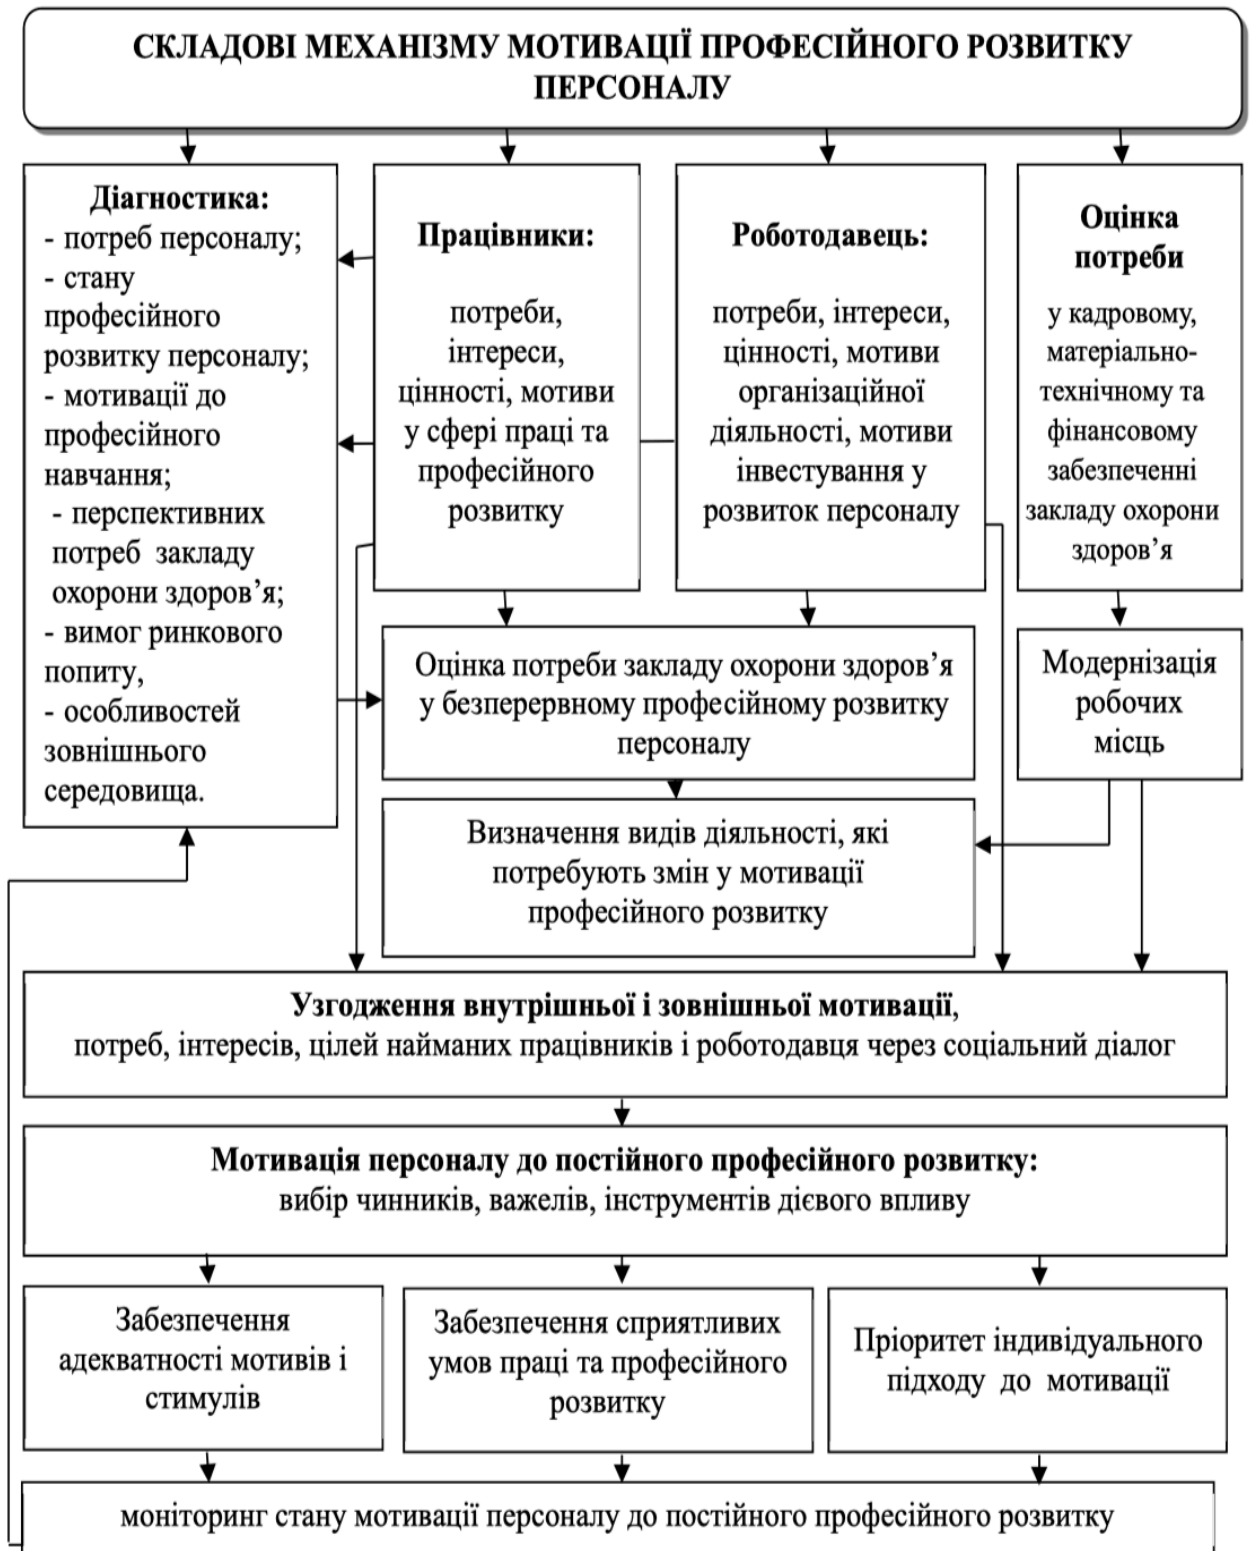 СКЛАДОВІ МЕХАНІЗМУ МОТИВАЦІЇ ПРОФЕСІЙНОГО РОЗВИТКУ
ПЕРСОНАЛУ
Діагностика:
- потреб персоналу;
- стану
професійного
розвитку персоналу;
- мотивації до
професійного
навчання;
- перспективних
потреб закладу
охорони здоров’я;
- вимог ринкового
попиту,
- особливостей
зовнішнього
середовища.
Працівники:
потреби,
інтереси,
цінності, мотиви
у сфері праці та
професійного
розвитку
Роботодавець:
потреби, інтереси,
цінності, мотиви
організаційної
діяльності, мотиви
інвестування у
розвиток персоналу
Оцінка
потреби
у кадровому,
матеріально-
технічному та
фінансовому
забезпеченні
закладу охорони
здоров’я
Оцінка потреби закладу охорони здоров’я
у безперервному професійному розвитку
персоналу
Модернізація
робочих
місць
Визначення видів діяльності, які
потребують змін у мотивації
професійного розвитку
Узгодження внутрішньої і зовнішньої мотивації,
потреб, інтересів, цілей найманих працівників і роботодавця через соціальний діалог
Мотивація персоналу до постійного професійного розвитку:
вибір чинників, важелів, інструментів дієвого впливу
Забезпечення
адекватності мотивів і
стимулів
Забезпечення сприятливих
умов праці та професійного
розвитку
Пріоритет індивідуального
підходу до мотивації
моніторинг стану мотивації персоналу до постійного професійного розвитку